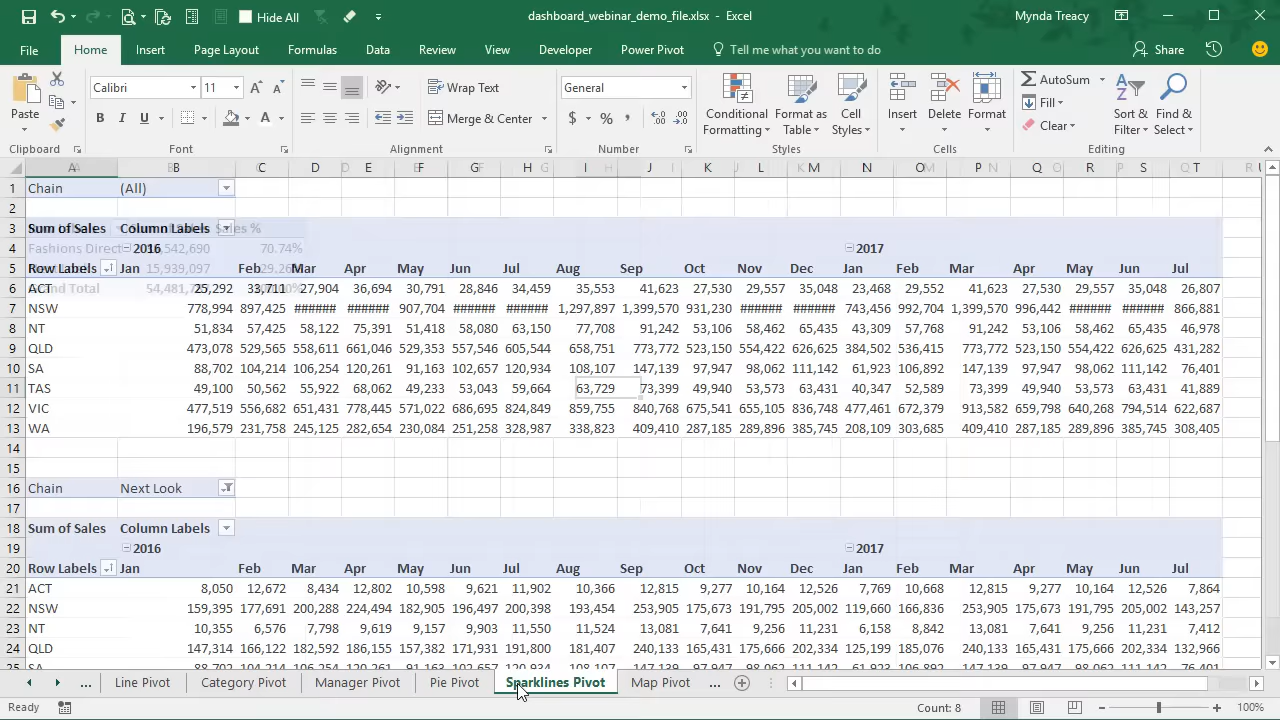 Hide All
dashboard_webinar_demo_file.xlsx - Excel
Mynda Treacy
File Home Insert Page Layout Formulas Data Review View Developer Power Pivot Tell me what you want to do Share
Calibri 11 Wrap Text General AutoSum
Fill
Paste B I U A Merge & Center $ % , Conditional Formatting Format as Table Cell Styles Insert Delete Format Clear Sort & Filter Find & Select
Clipboard Font Alignment Number Styles Cells Editing
A B C D E F G H I J K L M N O P Q R S T
1 Chain (All)
2
3 Sum of Sales Column Labels
4 2016 2017
5 Row Labels Jan Feb Mar Apr May Jun Jul Aug Sep Oct Nov Dec Jan Feb Mar Apr May Jun Jul
6 ACT 25,292 33,711 27,904 36,694 30,791 28,846 34,459 35,553 41,623 27,530 29,557 35,048 23,468 29,552 41,623 27,530 29,557 35,048 26,807
7 NSW 778,994 897,425 ###### ###### 907,704 ###### ###### 1,297,897 1,399,570 931,230 ###### ###### 743,456 992,704 1,399,570 996,442 ###### ###### 866,881
8 NT 51,834 57,425 58,122 75,391 51,418 58,080 63,150 77,708 91,242 53,106 58,462 65,435 43,309 57,768 91,242 53,106 58,462 65,435 46,978
9 QLD 473,078 529,565 558,611 661,046 529,353 557,546 605,544 658,751 773,772 523,150 554,422 626,625 384,502 536,415 773,772 523,150 554,422 626,625 431,282
10 SA 88,702 104,214 106,254 120,261 91,163 102,657 120,934 108,107 147,139 97,947 98,062 111,142 61,923 106,892 147,139 97,947 98,062 111,142 76,401
11 TAS 49,100 50,562 55,922 68,062 49,233 53,043 59,664 63,729 73,399 49,940 53,573 63,431 40,347 52,589 73,399 49,940 53,573 63,431 41,889
12 VIC 477,519 556,682 651,431 778,445 571,022 686,695 824,849 859,755 840,768 675,541 655,105 836,748 477,461 672,379 913,582 659,798 640,268 794,514 622,687
13 WA 196,579 231,758 245,125 282,654 230,084 251,258 328,987 338,823 409,410 287,185 289,896 385,745 208,109 303,685 409,410 287,185 289,896 385,745 308,405
14
15
16 Chain Next Look
17
18 Sum of Sales Column Labels
19 2016 2017
20 Row Labels Jan Feb Mar Apr May Jun Jul Aug Sep Oct Nov Dec Jan Feb Mar Apr May Jun Jul
21 ACT 8,050 12,672 8,434 12,802 10,598 9,621 11,902 10,366 12,815 9,277 10,164 12,526 7,769 10,668 12,815 9,277 10,164 12,526 7,864
22 NSW 159,395 177,691 200,288 224,494 182,905 196,497 200,398 193,454 253,905 175,673 191,795 205,002 119,660 166,836 253,905 175,673 191,795 205,002 143,257
23 NT 10,355 6,576 7,798 9,619 9,157 9,903 11,550 11,524 13,081 7,641 9,256 11,231 6,158 8,842 13,081 7,641 9,256 11,231 7,412
24 QLD 147,314 166,122 182,592 186,155 157,382 171,931 191,800 181,407 240,130 165,431 166,776 202,334 125,199 185,076 240,130 165,431 166,776 202,334 132,966
Line Pivot Category Pivot Manager Pivot Pie Pivot Sparklines Pivot Map Pivot ...
Ready Count: 8 100%